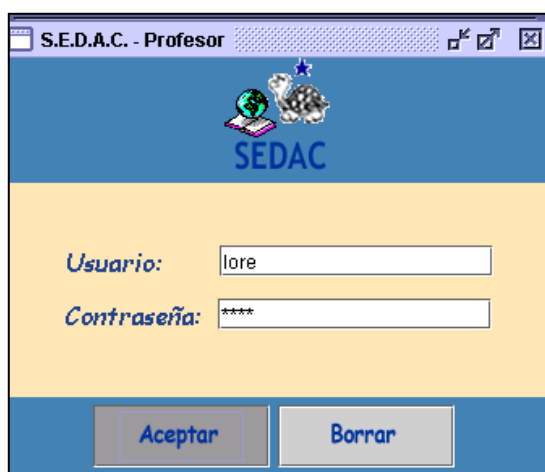 S.E.D.A.C. - Profesor
SEDAC
Usuario: lore
Contraseña: ****
Aceptar Borrar